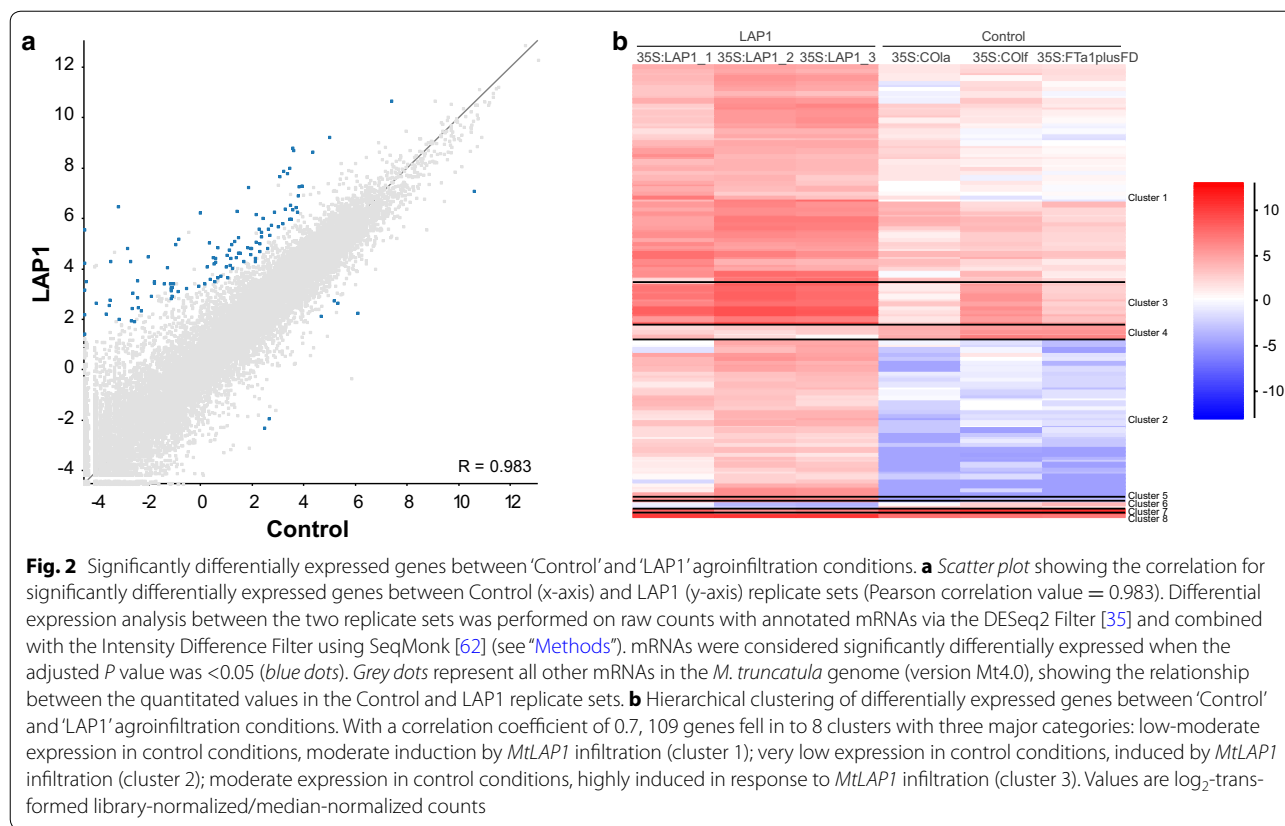 a
12
10
8
6
4
2
0
-2
-4
LAP1
R = 0.983
-4 -2 0 2 4 6 8 10 12
Control
b
LAP1 Control
35S:LAP1_1 35S:LAP1_2 35S:LAP1_3 35S:COla 35S:COlf 35S:FTa1plusFD
Cluster 1
Cluster 3
Cluster 4
Cluster 2
Cluster 5
Cluster 6
Cluster 7
Cluster 8
10
5
0
-5
-10
Fig. 2 Significantly differentially expressed genes between ‘Control’ and ‘LAP1’ agroinfiltration conditions. a Scatter plot showing the correlation for
significantly differentially expressed genes between Control (x-axis) and LAP1 (y-axis) replicate sets (Pearson correlation value = 0.983). Differential
expression analysis between the two replicate sets was performed on raw counts with annotated mRNAs via the DESeq2 Filter [35] and combined
with the Intensity Difference Filter using SeqMonk [62] (see “Methods”). mRNAs were considered significantly differentially expressed when the
adjusted P value was <0.05 (blue dots). Grey dots represent all other mRNAs in the M. truncatula genome (version Mt4.0), showing the relationship
between the quantitated values in the Control and LAP1 replicate sets. b Hierarchical clustering of differentially expressed genes between ‘Control’
and ‘LAP1’ agroinfiltration conditions. With a correlation coefficient of 0.7, 109 genes fell in to 8 clusters with three major categories: low-moderate
expression in control conditions, moderate induction by MtLAP1 infiltration (cluster 1); very low expression in control conditions, induced by MtLAP1
infiltration (cluster 2); moderate expression in control conditions, highly induced in response to MtLAP1 infiltration (cluster 3). Values are log₂-trans-
formed library-normalized/median-normalized counts